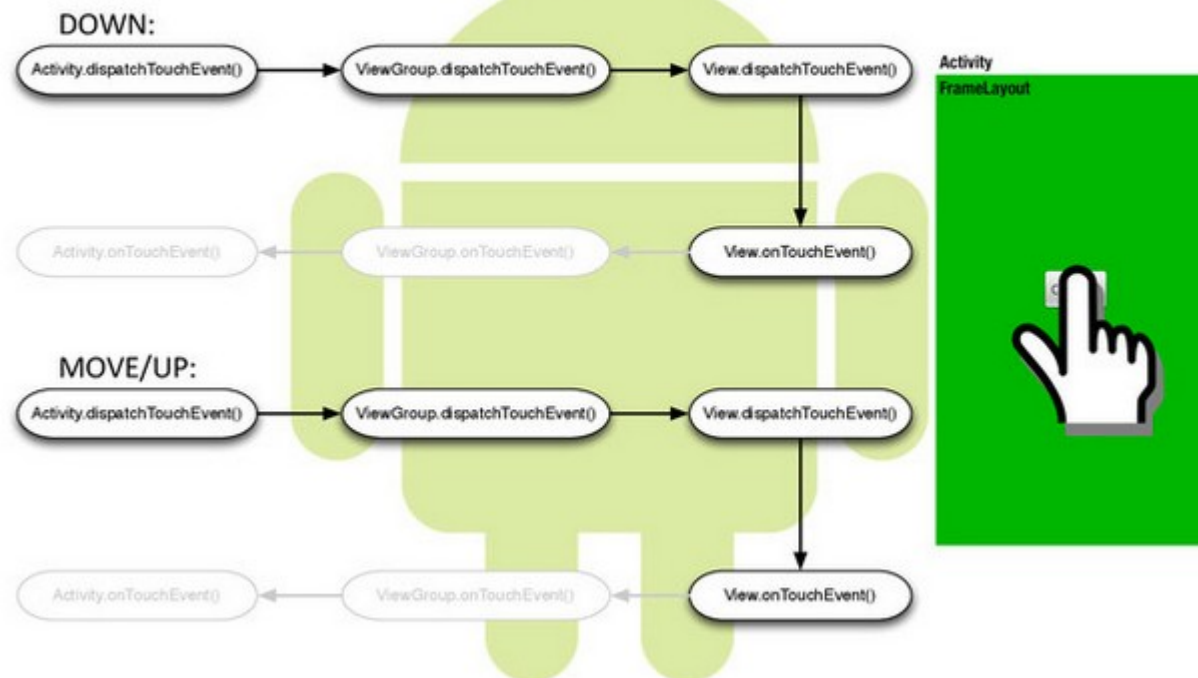 DOWN:
Activity.dispatchTouchEvent()
ViewGroup.dispatchTouchEvent()
View.dispatchTouchEvent()
Activity
FrameLayout
Activity.onTouchEvent()
ViewGroup.onTouchEvent()
View.onTouchEvent()
MOVE/UP:
Activity.dispatchTouchEvent()
ViewGroup.dispatchTouchEvent()
View.dispatchTouchEvent()
Activity.onTouchEvent()
ViewGroup.onTouchEvent()
View.onTouchEvent()